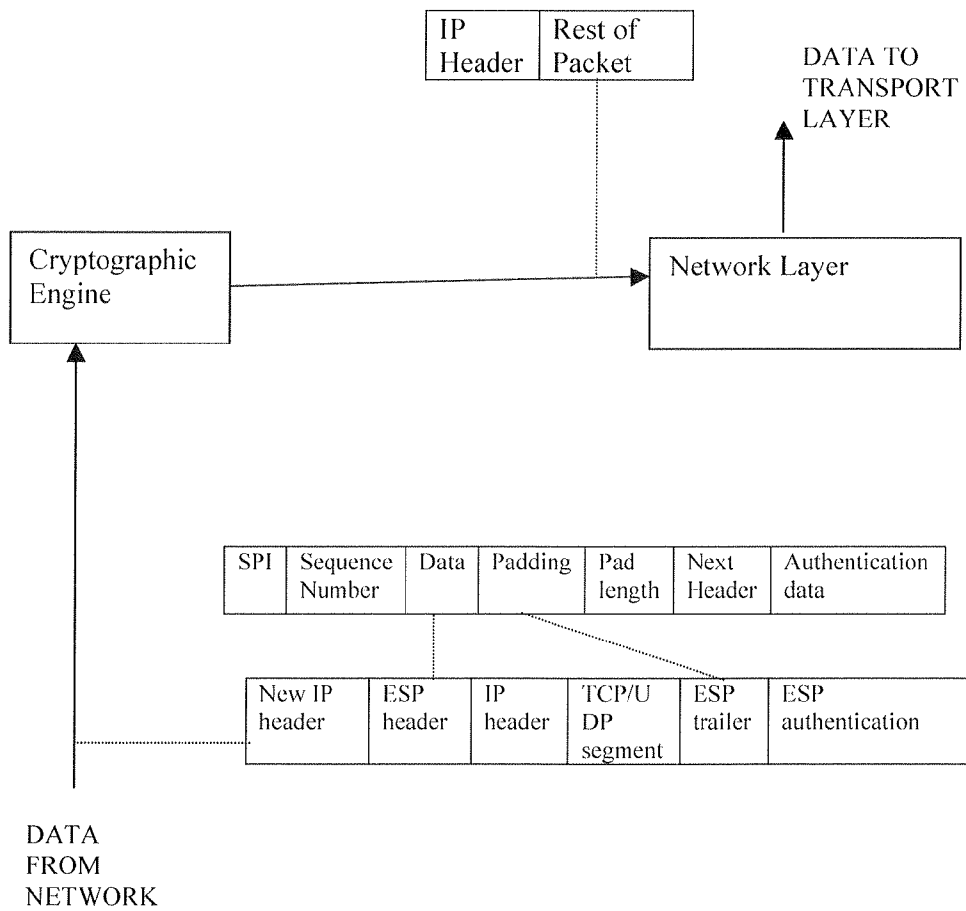 IP Header
Rest of Packet
DATA TO
TRANSPORT
LAYER
Cryptographic
Engine
Network Layer
SPI
Sequence
Number
Data
Padding
Pad
length
Next
Header
Authentication
data
New IP
header
ESP
header
IP
header
TCP/U
DP
segment
ESP
trailer
ESP
authentication
DATA
FROM
NETWORK